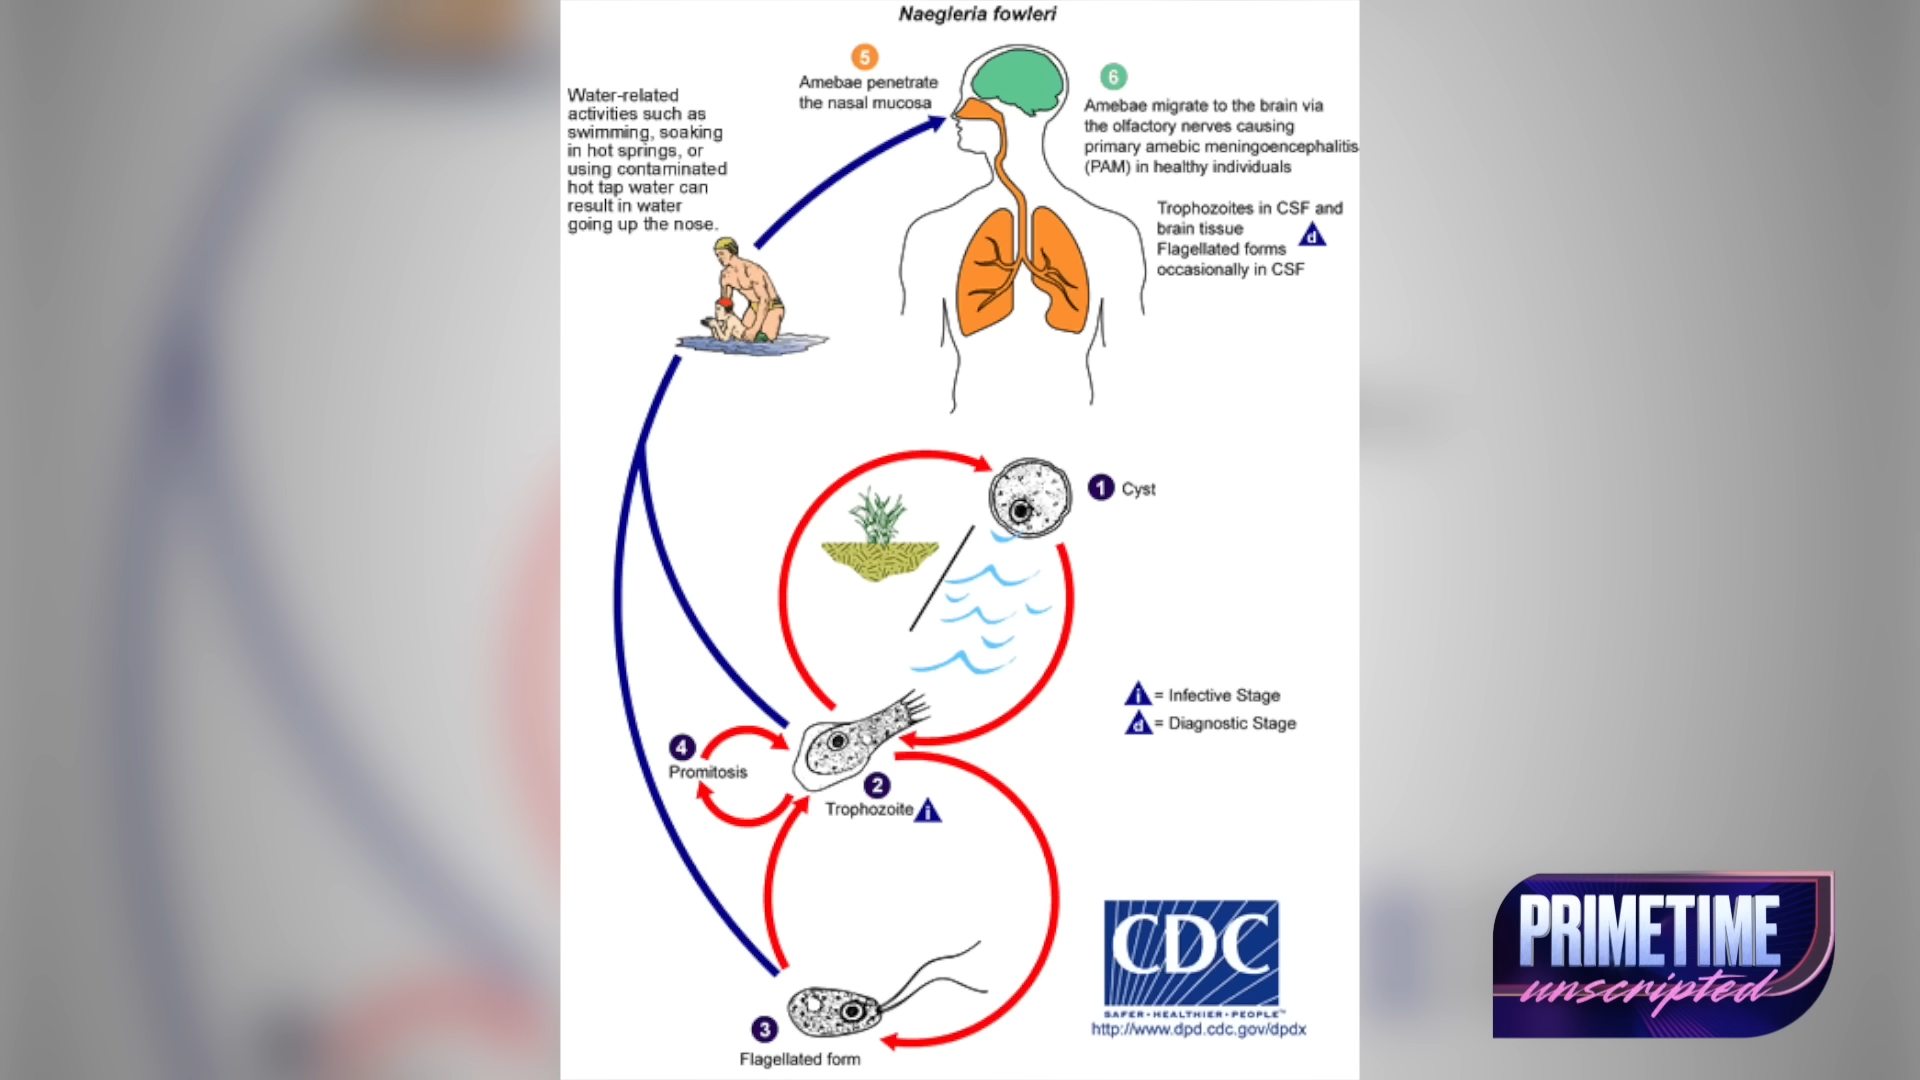 Naegleria fowleri
5
Amebae penetrate
the nasal mucosa
6
Amebae migrate to the brain via
the olfactory nerves causing
primary amebic meningoencephalitis
(PAM) in healthy individuals
Water-related
activities such as
swimming, soaking
in hot springs, or
using contaminated
hot tap water can
result in water
going up the nose.
Trophozoites in CSF and
brain tissue
Flagellated forms
occasionally in CSF
d
1 Cyst
i = Infective Stage
d = Diagnostic Stage
4
Promitosis
2
Trophozoite i
3
Flagellated form
CDC
SAFER•HEALTHIER•PEOPLE™
http://www.dpd.cdc.gov/dpdx
PRIMETIME
unscripted